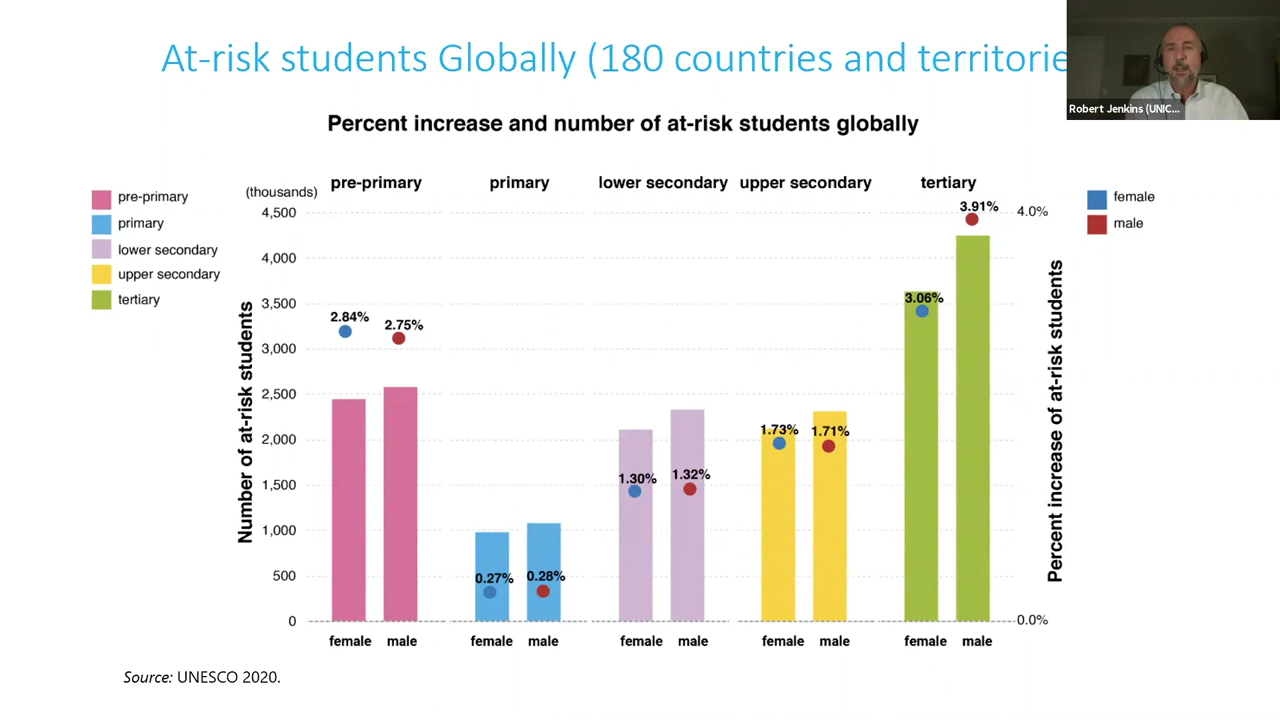 At-risk students Globally (180 countries and territorie
Robert Jenkins (UNIC...
Percent increase and number of at-risk students globally
pre-primary
primary
lower secondary
upper secondary
tertiary
(thousands)
pre-primary
primary
lower secondary
upper secondary
tertiary
female
male
4,500
4,000
3,500
3,000
2,500
2,000
1,500
1,000
500
0
Number of at-risk students
2.84%
2.75%
0.27%
0.28%
1.30%
1.32%
1.73%
1.71%
3.06%
3.91%
4.0%
0.0%
Percent increase of at-risk students
female
male
female
male
female
male
female
male
female
male
Source: UNESCO 2020.